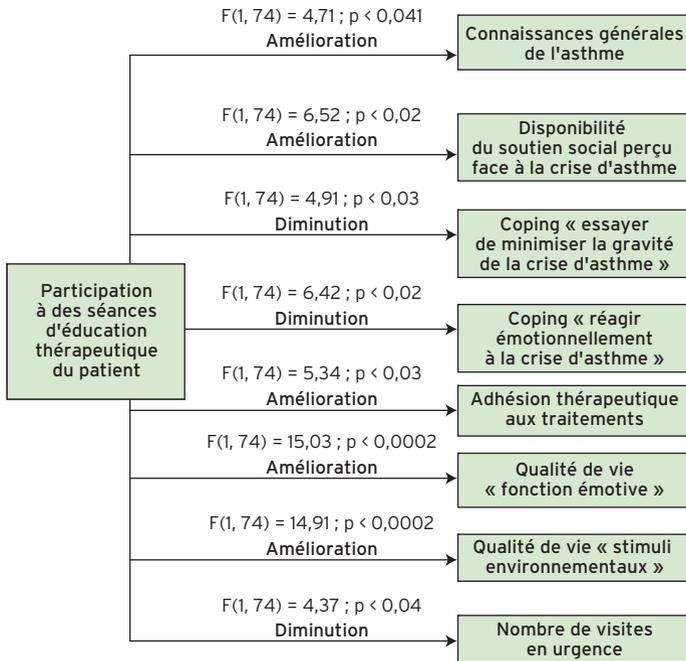 F(1, 74) = 4,71 ; p < 0,041
Amélioration
Connaissances générales
de l'asthme
F(1, 74) = 6,52 ; p < 0,02
Amélioration
Disponibilité
du soutien social perçu
face à la crise d'asthme
F(1, 74) = 4,91 ; p < 0,03
Diminution
Coping « essayer
de minimiser la gravité
de la crise d'asthme »
Participation
à des séances
d'éducation
thérapeutique
du patient
F(1, 74) = 6,42 ; p < 0,02
Diminution
Coping « réagir
émotionnellement
à la crise d'asthme »
F(1, 74) = 5,34 ; p < 0,03
Amélioration
Adhésion thérapeutique
aux traitements
F(1, 74) = 15,03 ; p < 0,0002
Amélioration
Qualité de vie
« fonction émotive »
F(1, 74) = 14,91 ; p < 0,0002
Amélioration
Qualité de vie « stimuli
environnementaux »
F(1, 74) = 4,37 ; p < 0,04
Diminution
Nombre de visites
en urgence